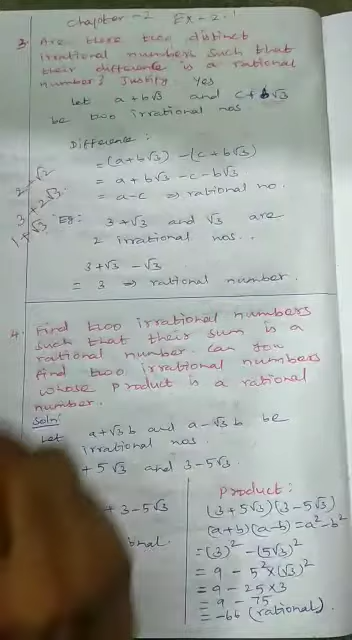 Chapter-2 Ex-2.1
3. Are there two distinct
irrational numbers such that
their difference is a rational
number? Justify. Yes
Let a+b√3 and c+b√3
be two irrational nos
Difference:
= (a+b√3) - (c+b√3)
= a+b√3 -c-b√3
= a-c ⇒ rational no.
2-√2
3+2√3
1+√3
Eg: 3+√3 and √3 are
2 irrational nos..
3+√3 -√3
= 3 ⇒ rational number.
4. Find two irrational numbers
such that their sum is a
rational number. Can you
find two irrational numbers
whose product is a rational
number.
Soln:
Let a+√3b and a-√3b be
irrational nos.
+5√3 and 3-5√3.
+ 3-5√3
Product:
(3+5√3)(3-5√3)
(a+b)(a-b)=a²-b²
=(3)²-(5√3)²
= 9 - 5²×(√3)²
= 9 - 25×3
= 9 - 75
= -66 (rational).